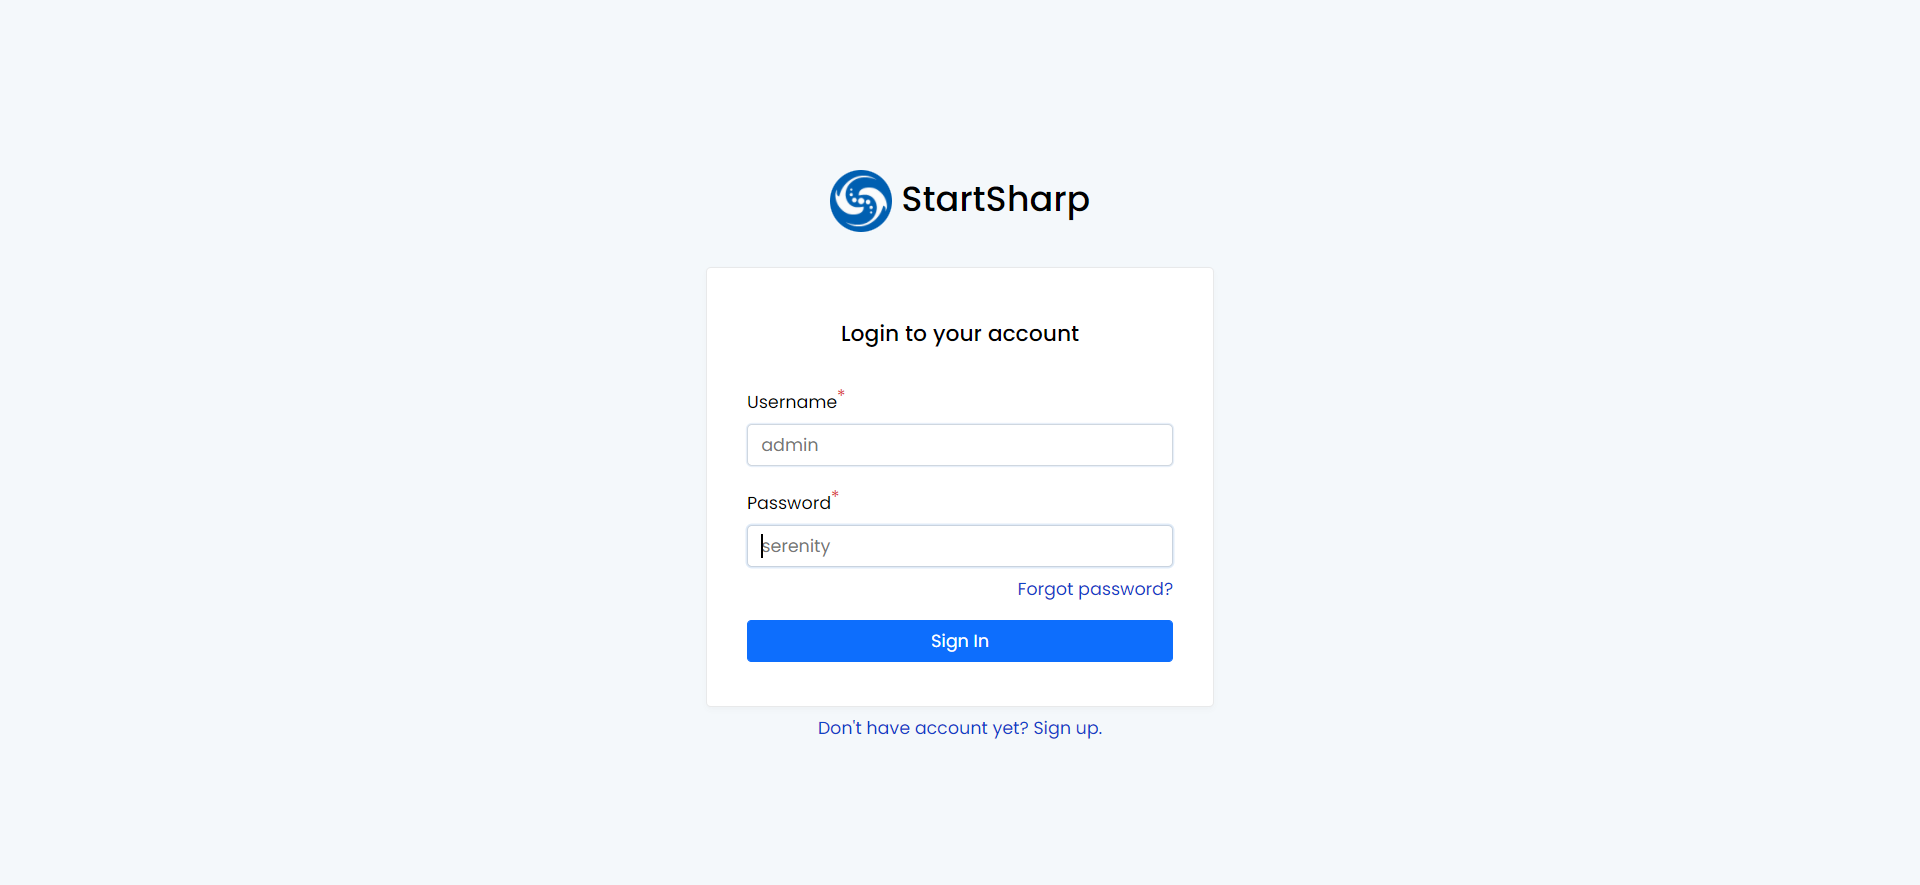 StartSharp
Login to your account
Username*
admin
Password*
serenity
Forgot password?
Sign In
Don't have account yet? Sign up.